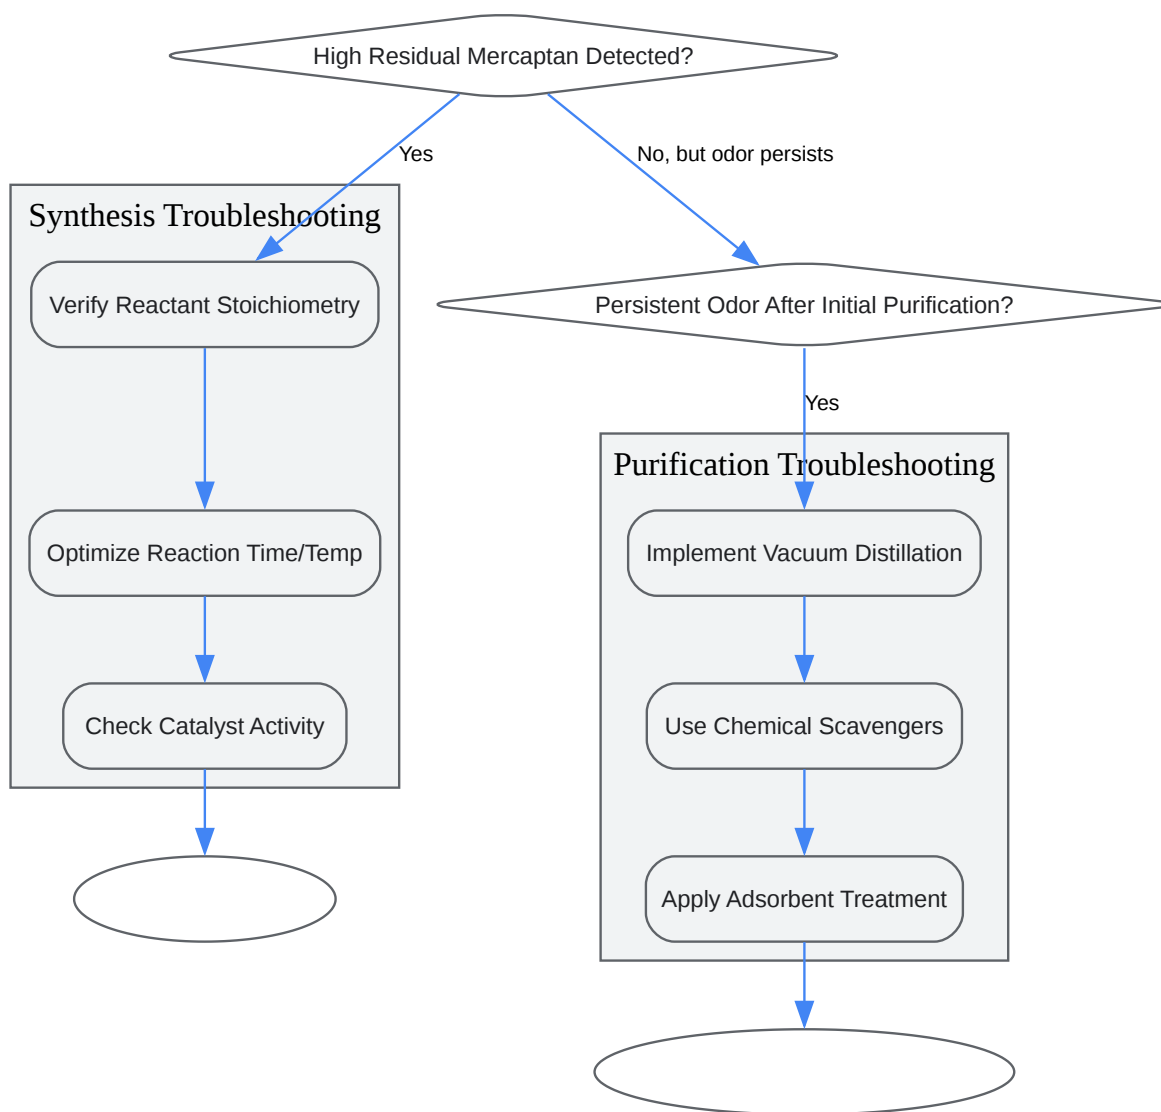 High Residual Mercaptan Detected?
Yes
No, but odor persists
Synthesis Troubleshooting
Verify Reactant Stoichiometry
Optimize Reaction Time/Temp
Check Catalyst Activity
Persistent Odor After Initial Purification?
Yes
Purification Troubleshooting
Implement Vacuum Distillation
Use Chemical Scavengers
Apply Adsorbent Treatment